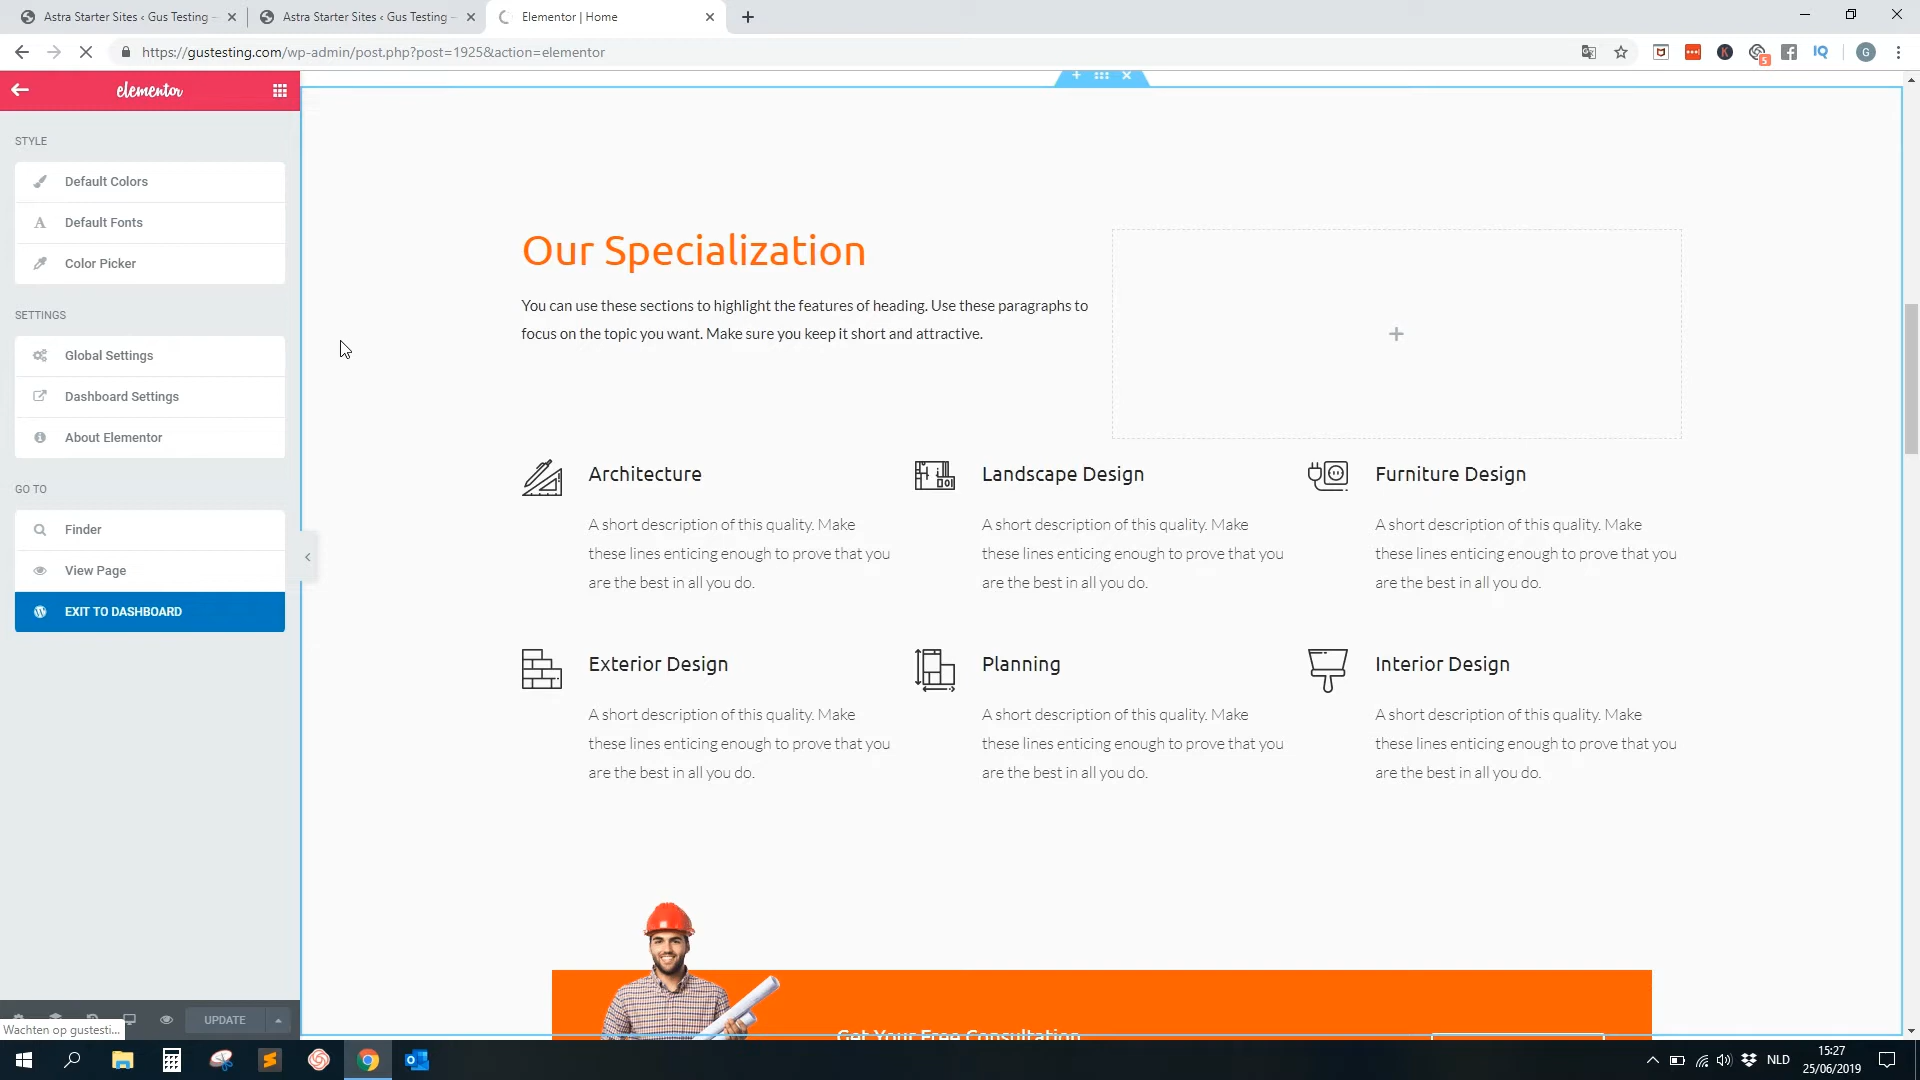 Astra Starter Sites ‹ Gus Testing —
Astra Starter Sites ‹ Gus Testing —
Elementor | Home
https://gustesting.com/wp-admin/post.php?post=1925&action=elementor
5
IQ
G
elementor
STYLE
Default Colors
A Default Fonts
Color Picker
SETTINGS
Global Settings
Dashboard Settings
About Elementor
GO TO
Finder
View Page
EXIT TO DASHBOARD
UPDATE
Wachten op gustesti...
Our Specialization
You can use these sections to highlight the features of heading. Use these paragraphs to
focus on the topic you want. Make sure you keep it short and attractive.
Architecture
A short description of this quality. Make
these lines enticing enough to prove that you
are the best in all you do.
Landscape Design
A short description of this quality. Make
these lines enticing enough to prove that you
are the best in all you do.
Furniture Design
A short description of this quality. Make
these lines enticing enough to prove that you
are the best in all you do.
Exterior Design
A short description of this quality. Make
these lines enticing enough to prove that you
are the best in all you do.
Planning
A short description of this quality. Make
these lines enticing enough to prove that you
are the best in all you do.
Interior Design
A short description of this quality. Make
these lines enticing enough to prove that you
are the best in all you do.
Get Your Free Consultation
NLD
15:27
25/06/2019